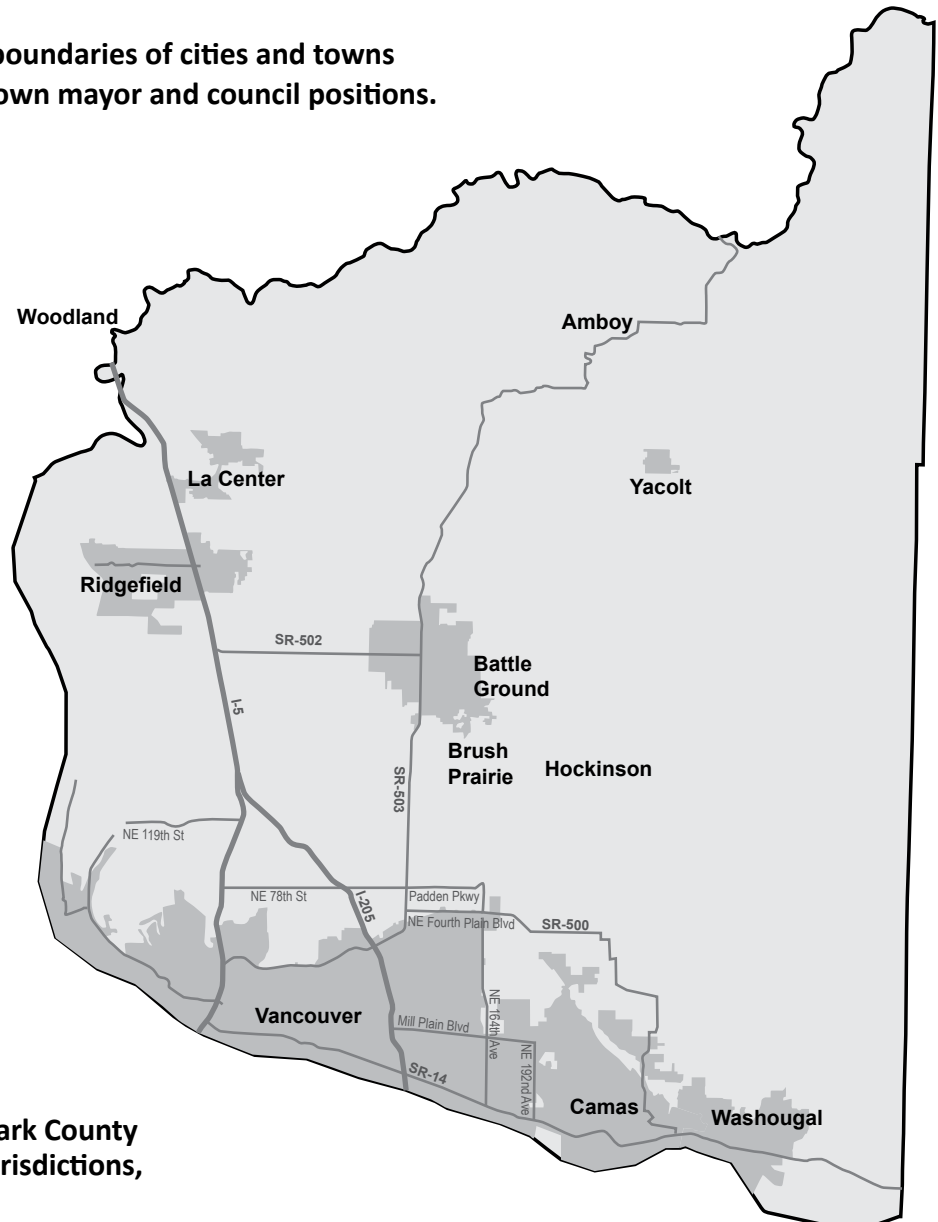 boundaries of cities and towns
own mayor and council positions.
Woodland
Amboy
La Center
Yacolt
Ridgefield
SR-502
Battle
Ground
I-5
Brush
Prairie
Hockinson
SR-503
NE 119th St
NE 78th St
I-205
Padden Pkwy
NE Fourth Plain Blvd
SR-500
Vancouver
Mill Plain Blvd
NE 164th Ave
NE 192nd Ave
SR-14
Camas
Washougal
ark County
risdictions,